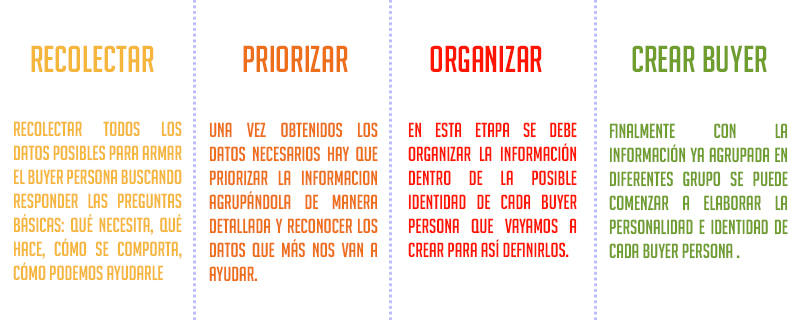 RECOLECTAR
RECOLECTAR TODOS LOS
DATOS POSIBLES PARA ARMAR
EL BUYER PERSONA BUSCANDO
RESPONDER LAS PREGUNTAS
BÁSICAS: QUÉ NECESITA, QUÉ
HACE, CÓMO SE COMPORTA,
CÓMO PODEMOS AYUDARLE
PRIORIZAR
UNA VEZ OBTENIDOS LOS
DATOS NECESARIOS HAY QUE
PRIORIZAR LA INFORMACION
AGRUPÁNDOLA DE MANERA
DETALLADA Y RECONOCER LOS
DATOS QUE MÁS NOS VAN A
AYUDAR.
ORGANIZAR
EN ESTA ETAPA SE DEBE
ORGANIZAR LA INFORMACIÓN
DENTRO DE LA POSIBLE
IDENTIDAD DE CADA BUYER
PERSONA QUE VAYAMOS A
CREAR PARA ASÍ DEFINIRLOS.
CREAR BUYER
FINALMENTE CON LA
INFORMACIÓN YA AGRUPADA EN
DIFERENTES GRUPO SE PUEDE
COMENZAR A ELABORAR LA
PERSONALIDAD E IDENTIDAD DE
CADA BUYER PERSONA .